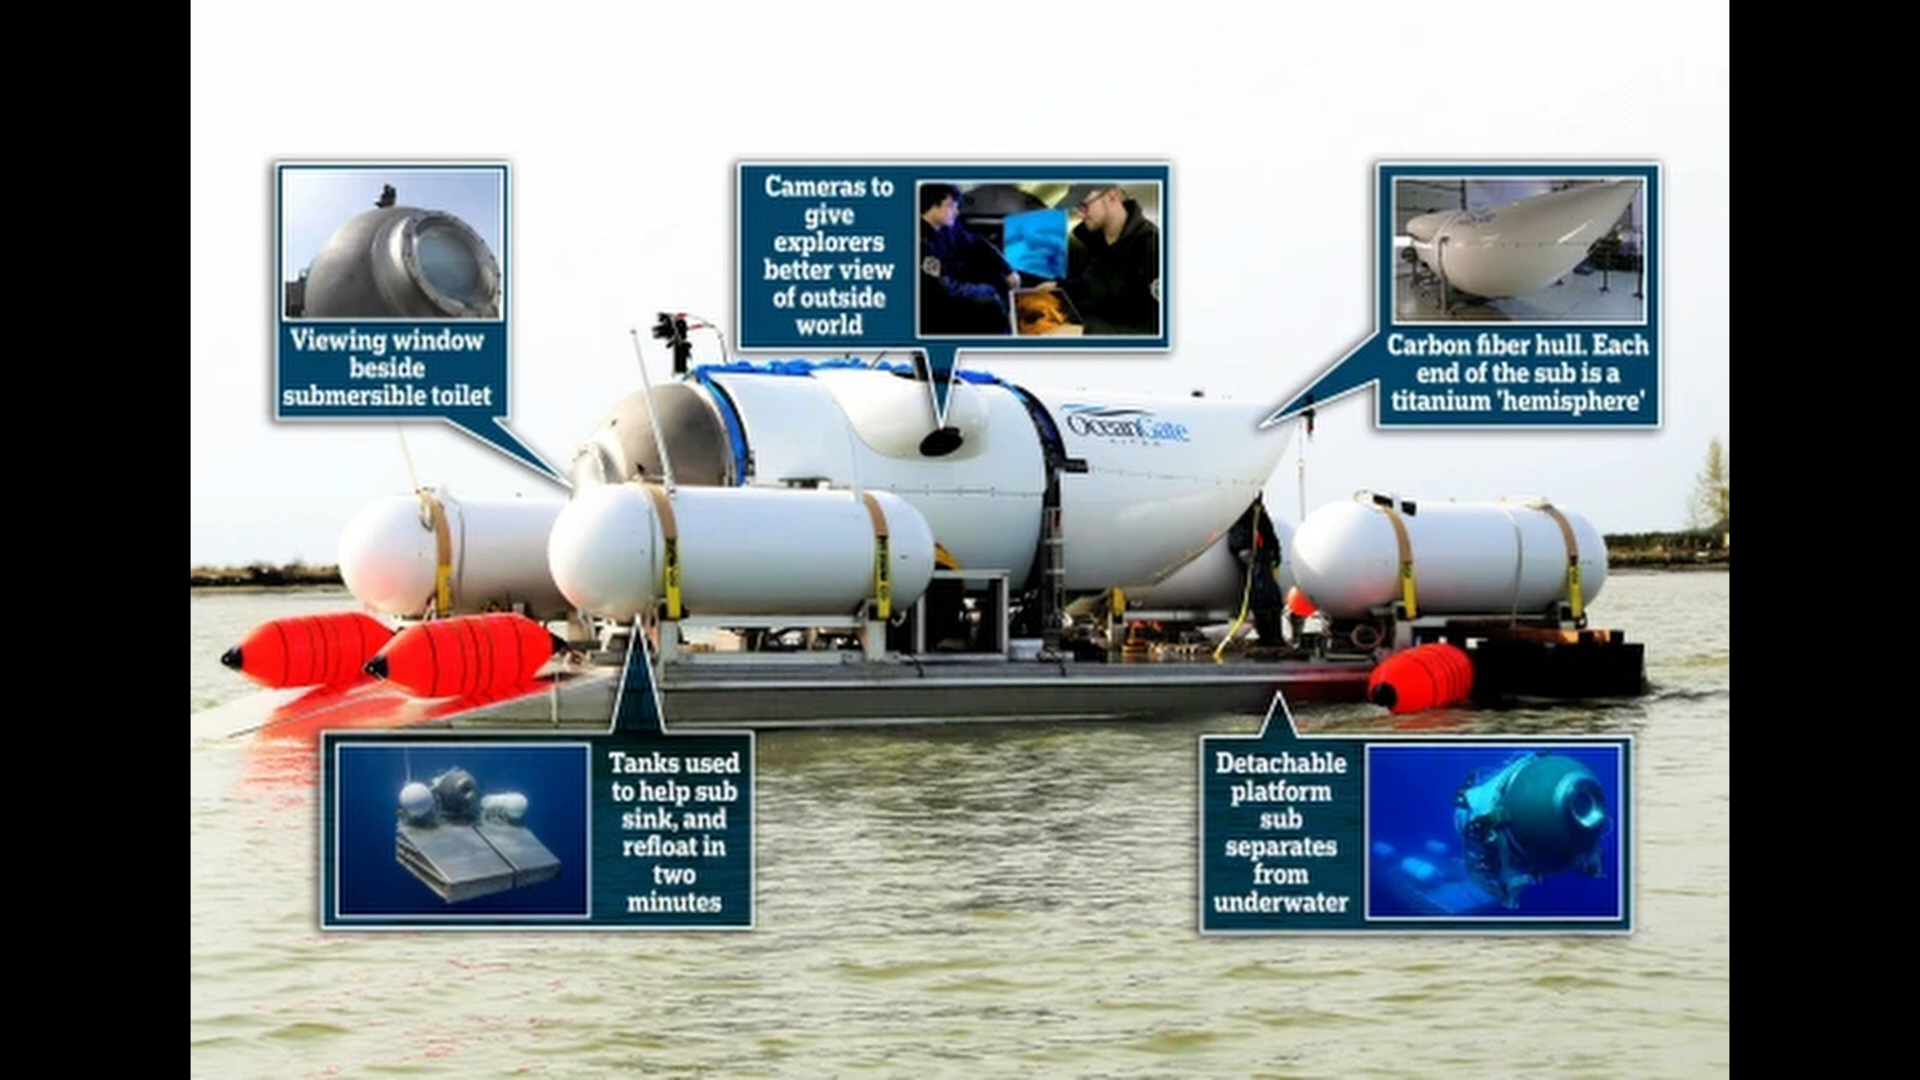 Viewing window
beside
submersible toilet
Cameras to
give
explorers
better view
of outside
world
Carbon fiber hull. Each
end of the sub is a
titanium 'hemisphere'
OceanGate
Tanks used
to help sub
sink, and
refloat in
two
minutes
Detachable
platform
sub
separates
from
underwater